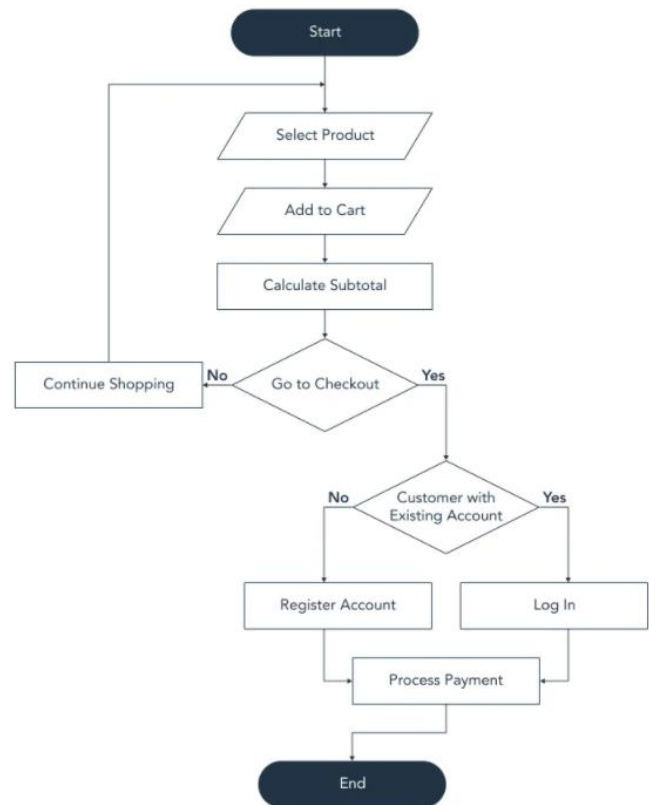 Start
Select Product
Add to Cart
Calculate Subtotal
Continue Shopping
No
Go to Checkout
Yes
No
Customer with
Existing Account
Yes
Register Account
Log In
Process Payment
End